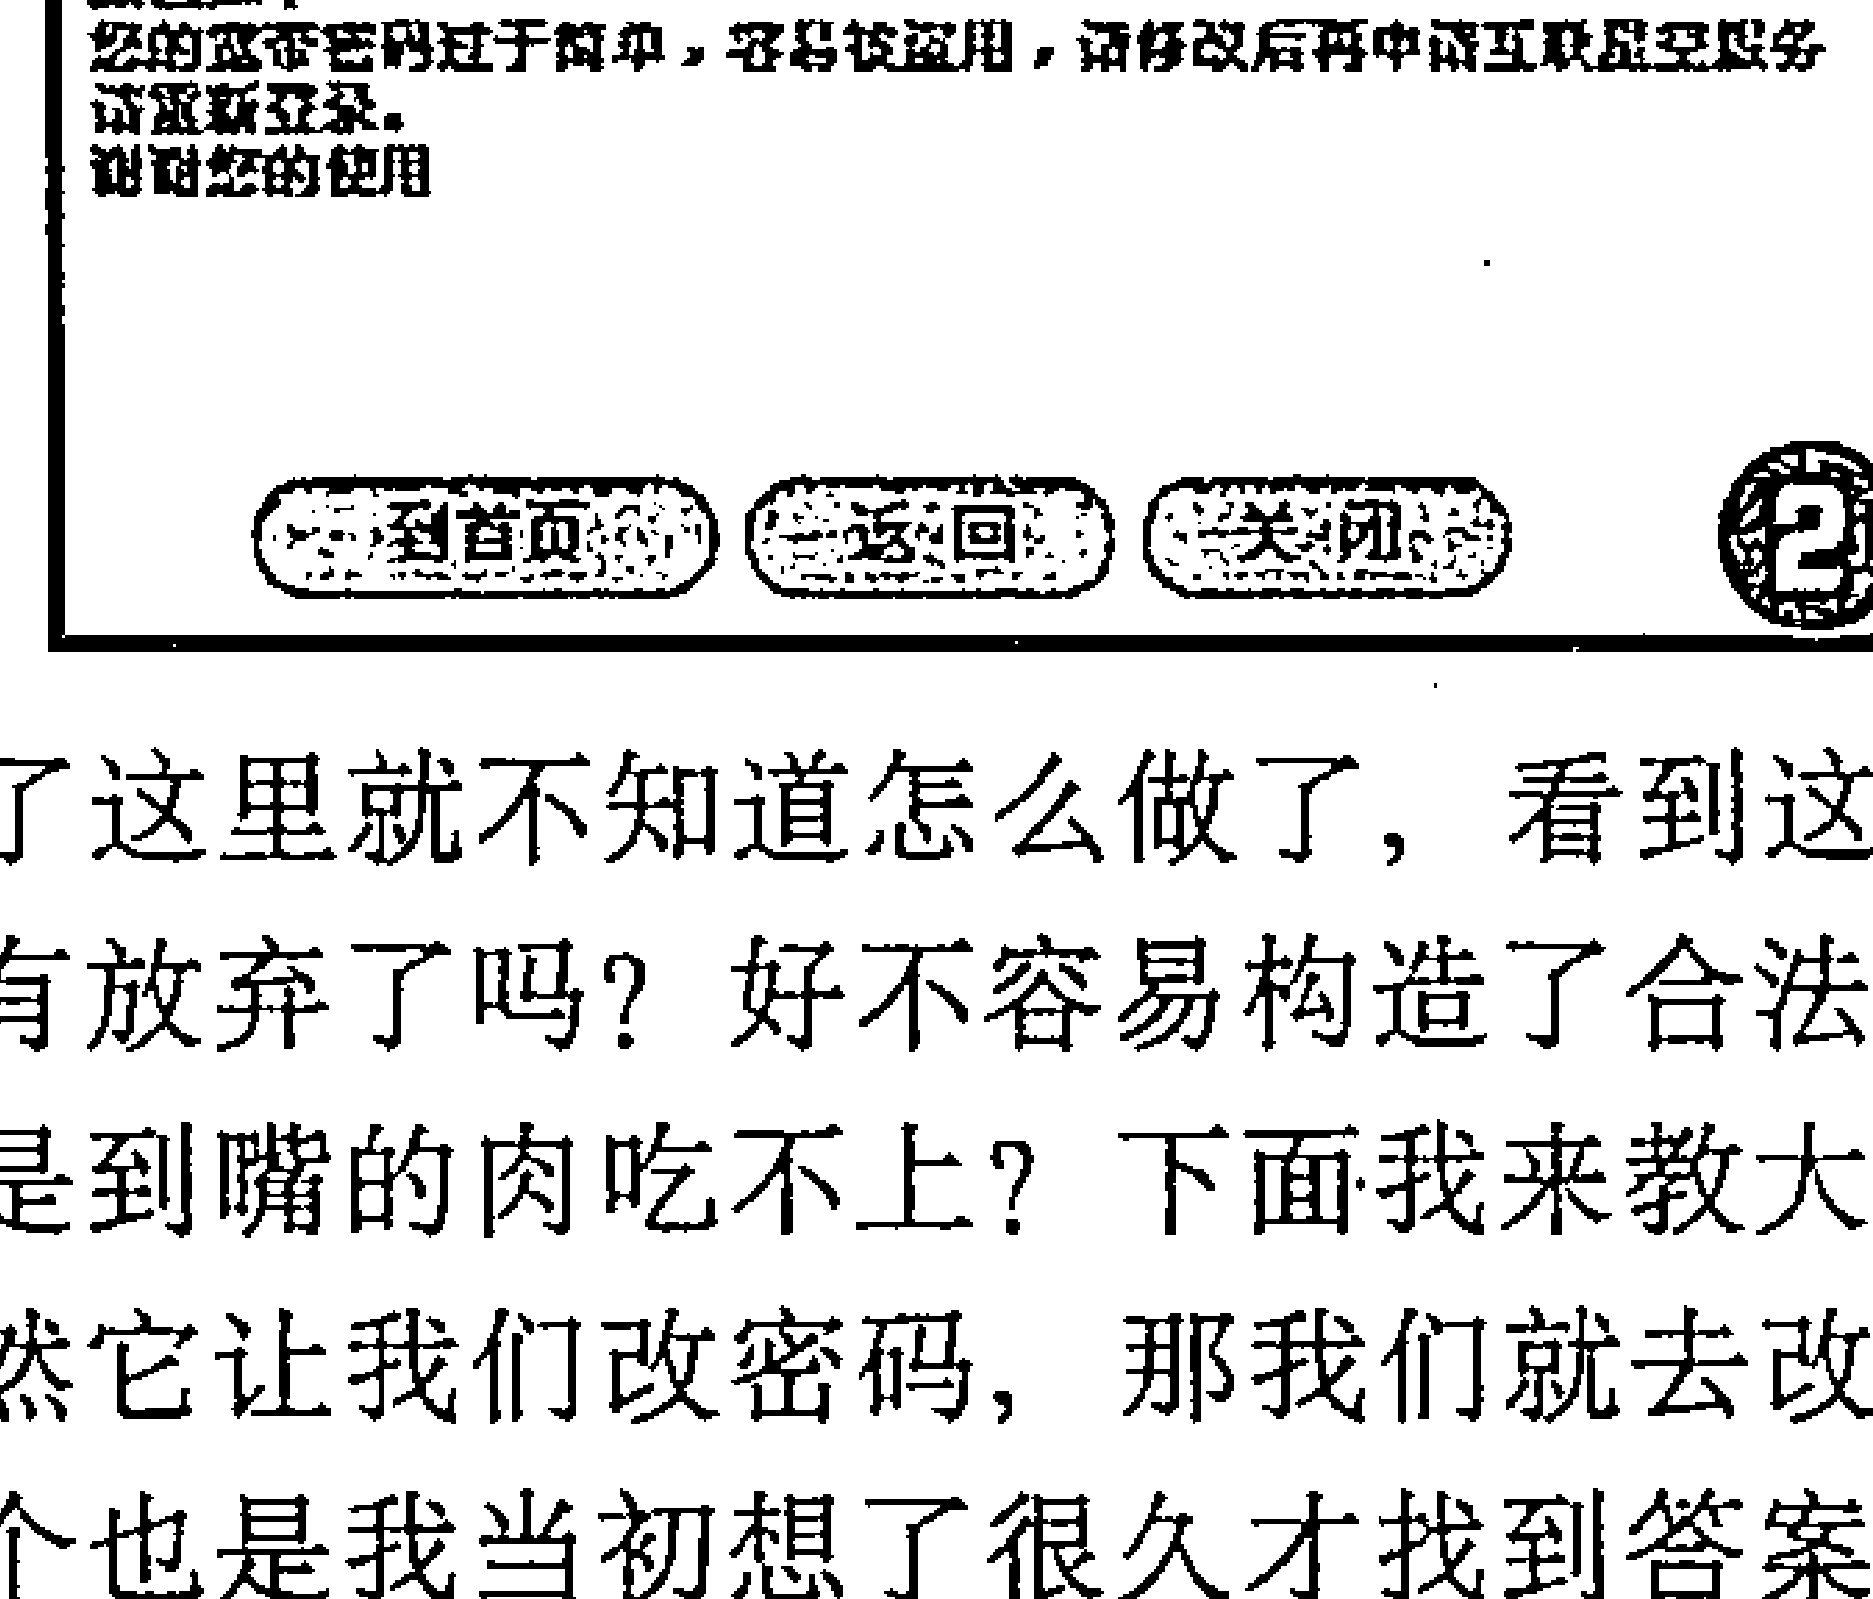 您的宽带密码过于简单，容易被盗用，请修改后再申请互联星空服务
请重新登录.
谢谢您的使用
到首页 返回 关闭 2
了这里就不知道怎么做了，看到这
有放弃了吗？好不容易构造了合法
是到嘴的肉吃不上？下面我来教大
然它让我们改密码，那我们就去改
个也是我当初想了很久才找到答案